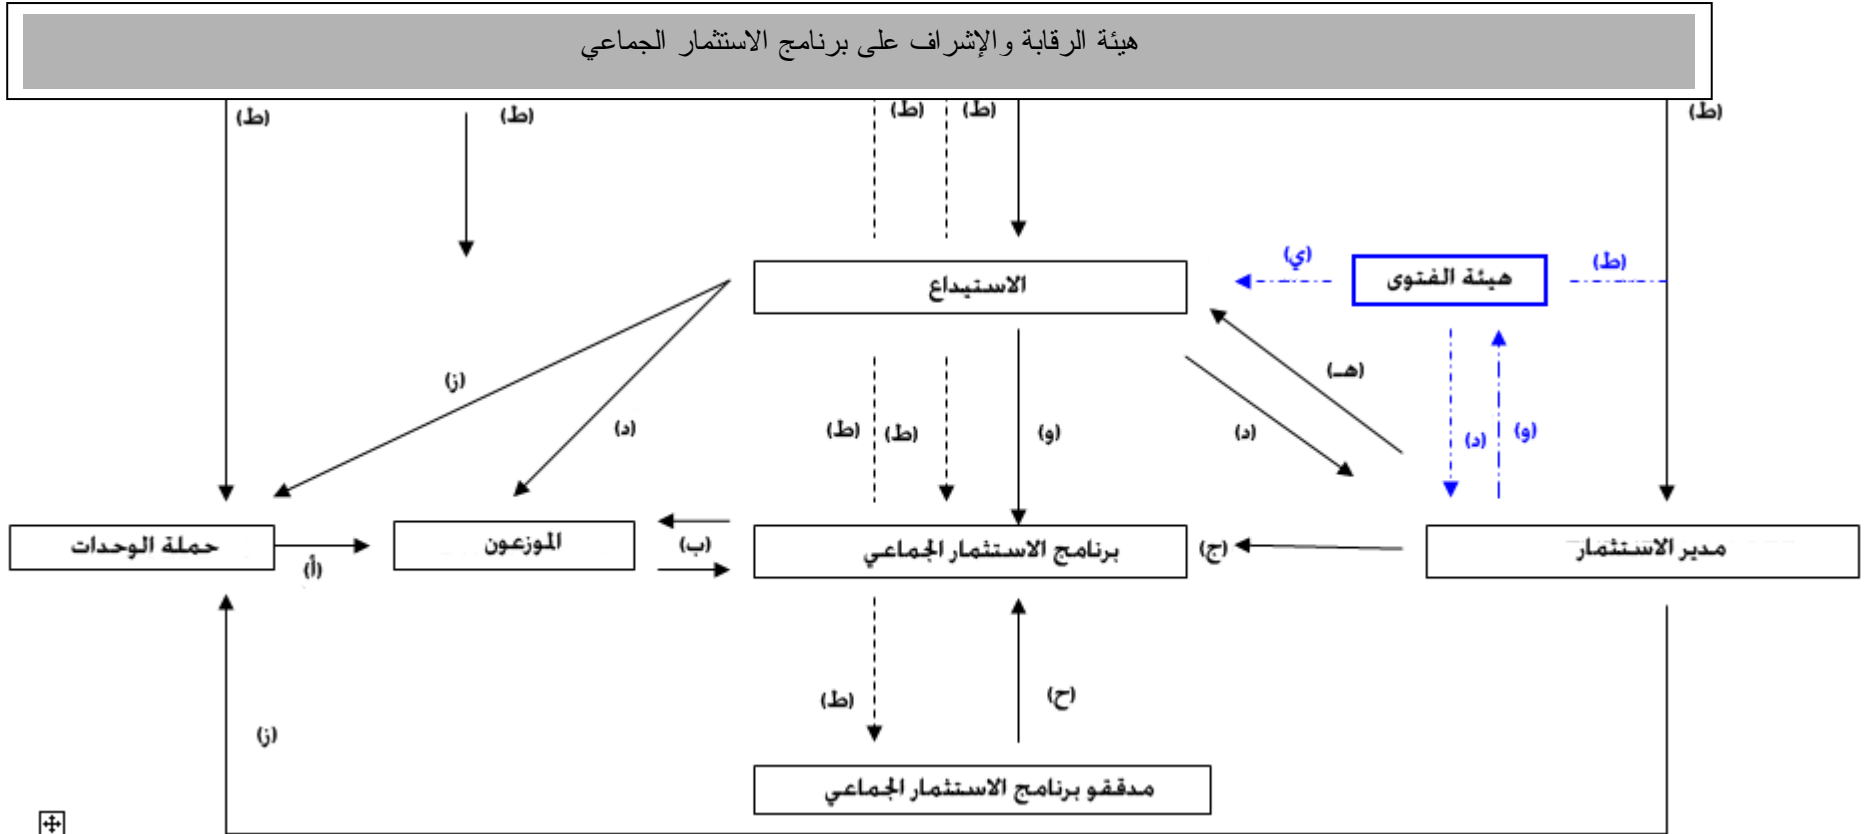 هيئة الرقابة والإشراف على برنامج الاستثمار الجماعي
(ط)
(ط)
(ط)
(ط)
(ط)
هيئة الفتوى
(ط)
(ي)
الاستيداع
(هـ)
(د)
(و)
(د)
(و)
(ط)
(ط)
(د)
(ز)
مدير الاستثمار
(ج)
برنامج الاستثمار الجماعي
(ب)
الموزعون
(أ)
حملة الوحدات
(ح)
(ط)
(ز)
مدققو برنامج الاستثمار الجماعي